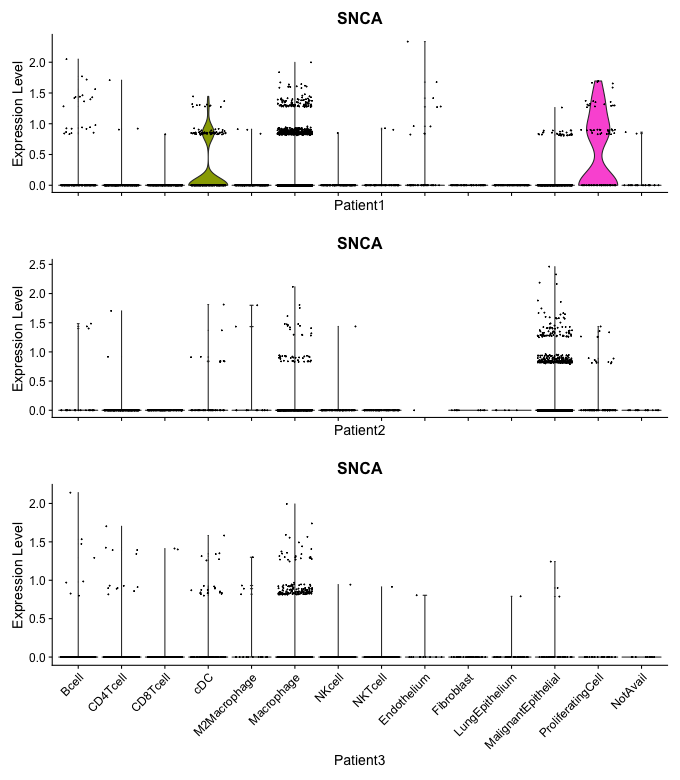 SNCA
Expression Level
2.0
1.5
1.0
0.5
0.0
Patient1
SNCA
Expression Level
2.5
2.0
1.5
1.0
0.5
0.0
Patient2
SNCA
Expression Level
2.0
1.5
1.0
0.5
0.0
Bcell
CD4Tcell
CD8Tcell
cDC
M2Macrophage
Macrophage
NKcell
NKTcell
Endothelium
Fibroblast
LungEpithelium
MalignantEpithelial
ProliferatingCell
NotAvail
Patient3